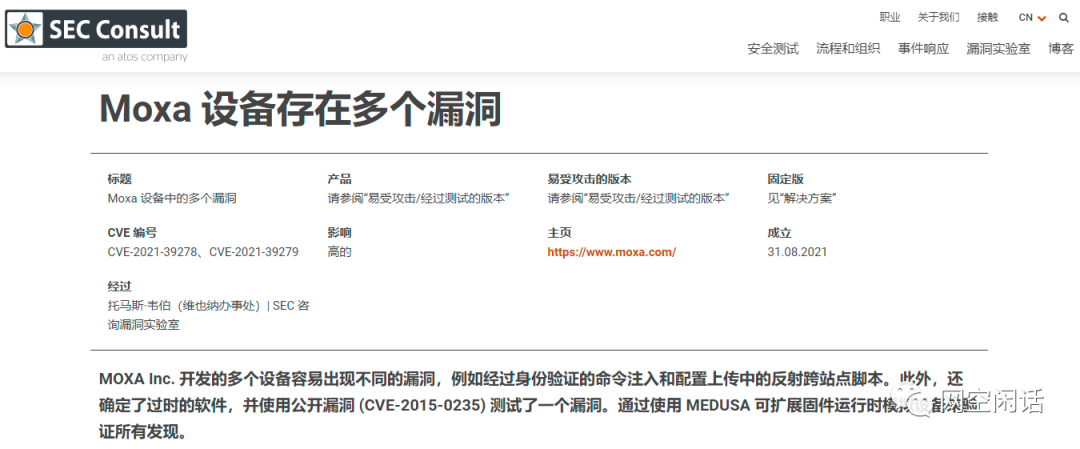 SEC Consult
an atos company
职业 关于我们 接触 CN
安全测试 流程和组织 事件响应 漏洞实验室 博客
Moxa 设备存在多个漏洞
标题 产品 易受攻击的版本 固定版
Moxa 设备中的多个漏洞 请参阅“易受攻击/经过测试的版本” 请参阅“易受攻击/经过测试的版本” 见“解决方案”
CVE 编号 影响 主页 成立
CVE-2021-39278、CVE-2021-39279 高的 https://www.moxa.com/ 31.08.2021
经过
托马斯·韦伯（维也纳办事处）| SEC 咨
询漏洞实验室
MOXA Inc. 开发的多个设备容易出现不同的漏洞，例如经过身份验证的命令注入和配置上传中的反射跨站点脚本。此外，还
确定了过时的软件，并使用公开漏洞 (CVE-2015-0235) 测试了一个漏洞。通过使用 MEDUSA 可扩展固件运行时模
证所有发现。
网空闲话